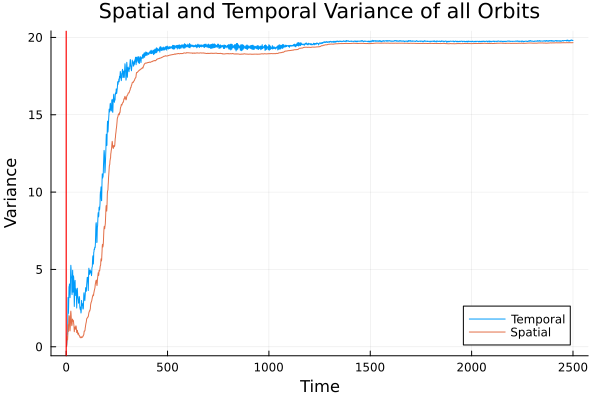 Spatial and Temporal Variance of all Orbits
Variance
20
15
10
5
0
0 500 1000 1500 2000 2500
Time
Temporal
Spatial